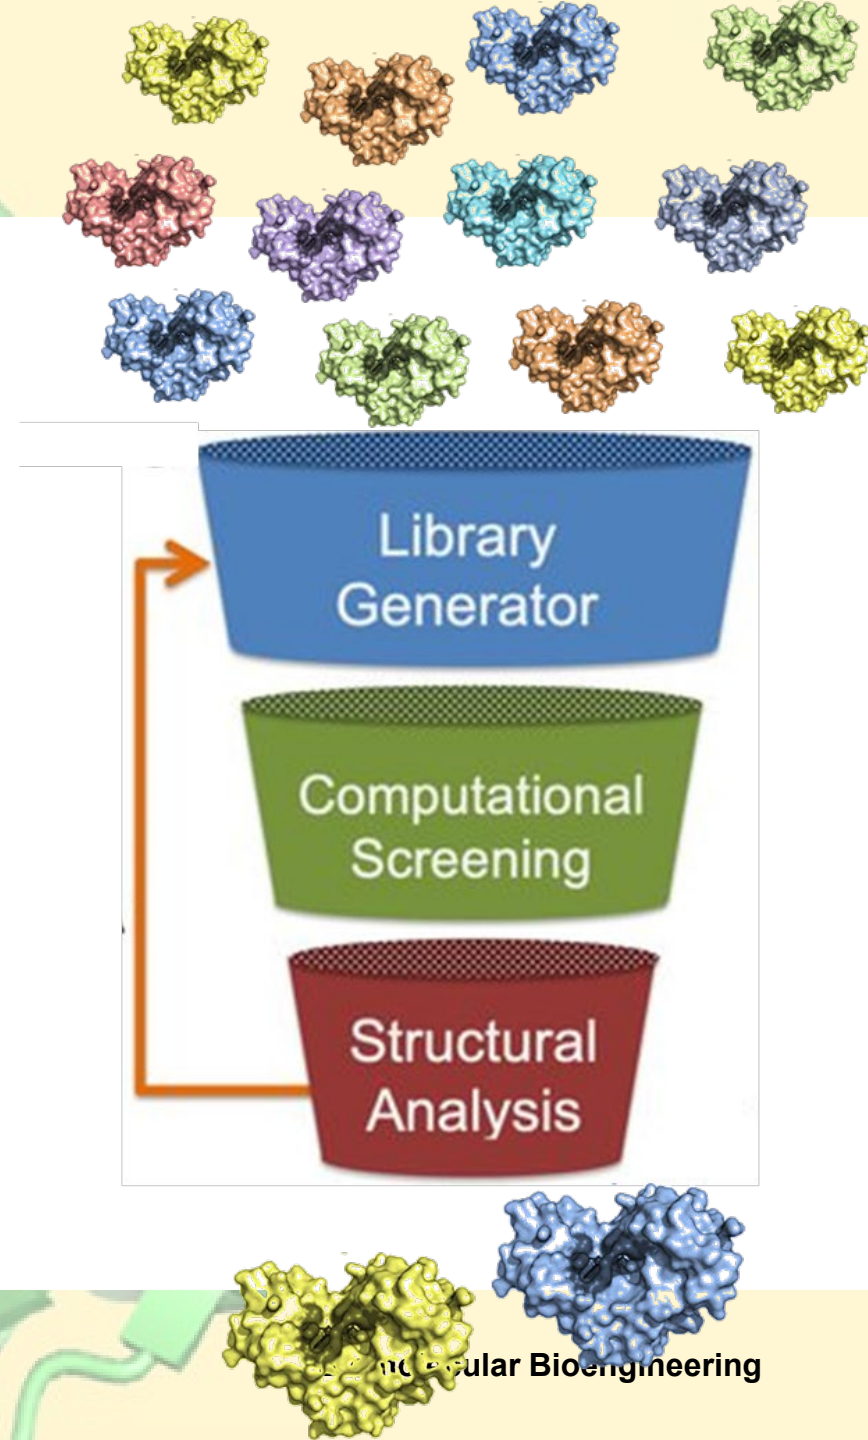 Library
Generator
Computational
Screening
Structural
Analysis
Bioengineering